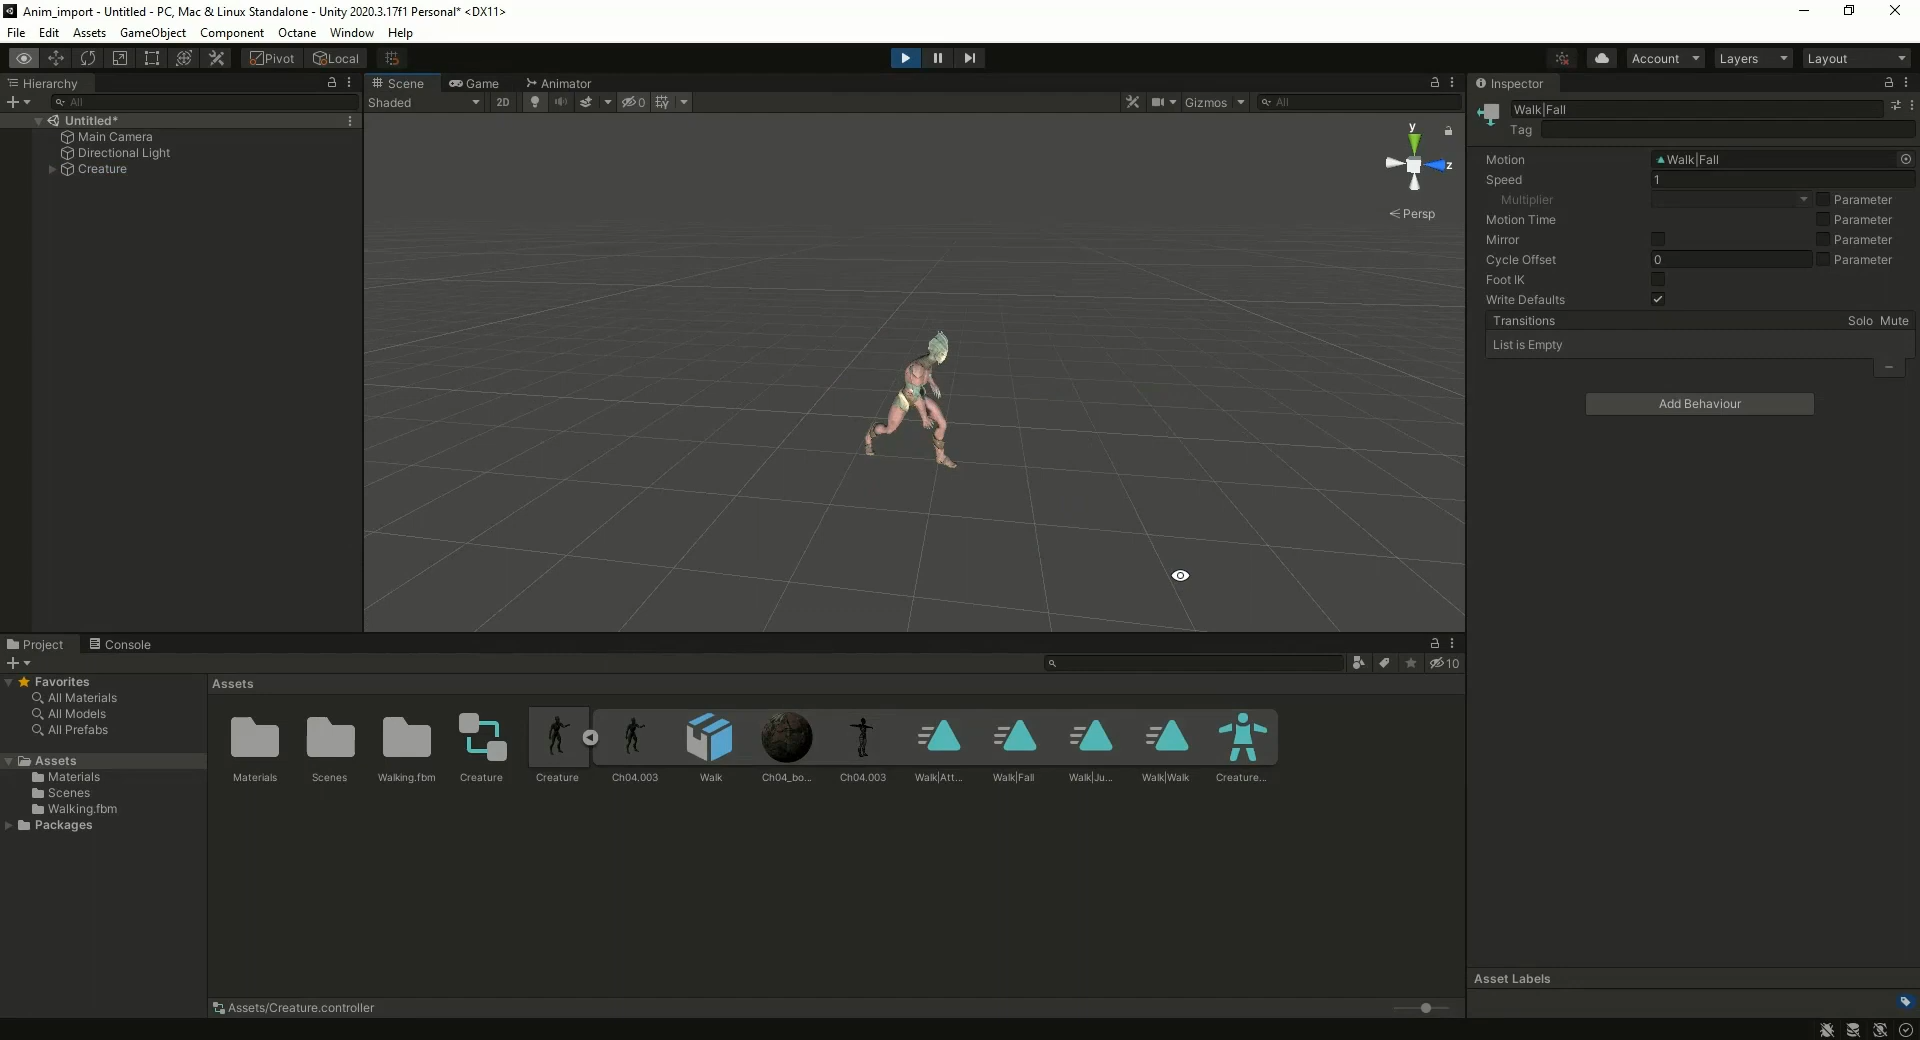 Anim_import - Untitled - PC, Mac & Linux Standalone - Unity 2020.3.17f1 Personal* <DX11>
File Edit Assets GameObject Component Octane Window Help
Pivot Local Account Layers Layout
Hierarchy
All
Untitled*
Main Camera
Directional Light
Creature
Scene Game Animator
Shaded 2D 0 Gizmos All
y
z
Persp
Inspector
Walk|Fall
Tag
Motion Walk|Fall
Speed 1
Multiplier Parameter
Motion Time Parameter
Mirror Parameter
Cycle Offset 0 Parameter
Foot IK
Write Defaults
Transitions Solo Mute
List is Empty
Add Behaviour
Project Console
10
Favorites
All Materials
All Models
All Prefabs
Assets
Materials
Scenes
Walking.fbm
Packages
Assets
Materials Scenes Walking.fbm Creature Creature Ch04.003 Walk Ch04_bo... Ch04.003 Walk|Att... Walk|Fall Walk|Ju... Walk|Walk Creature...
Assets/Creature.controller
Asset Labels